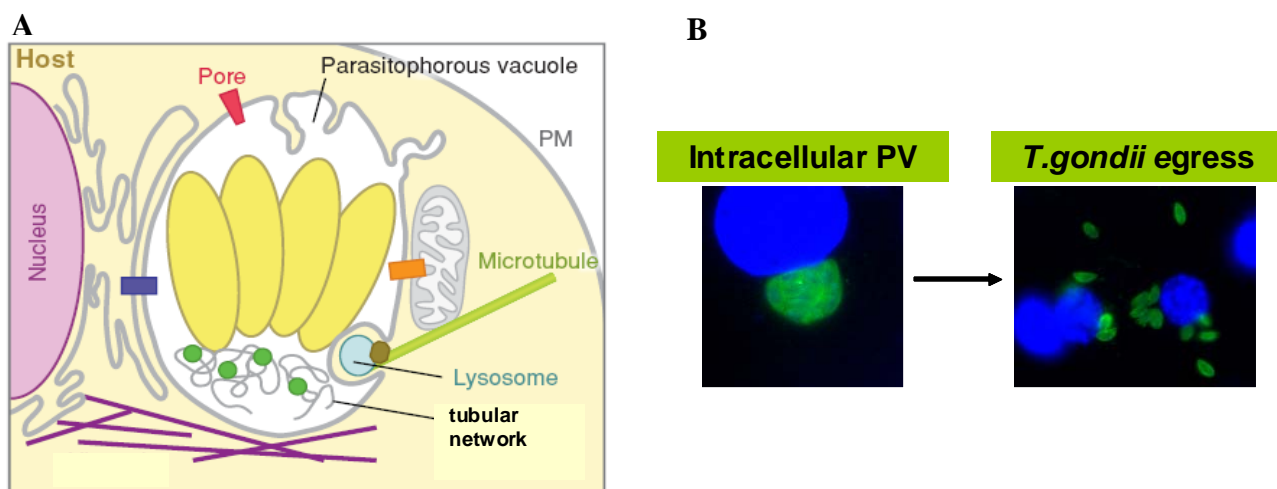 A
Host
Pore
Parasitophorous vacuole
PM
Nucleus
Microtubule
Lysosome
tubular
network
B
Intracellular PV
T.gondii egress